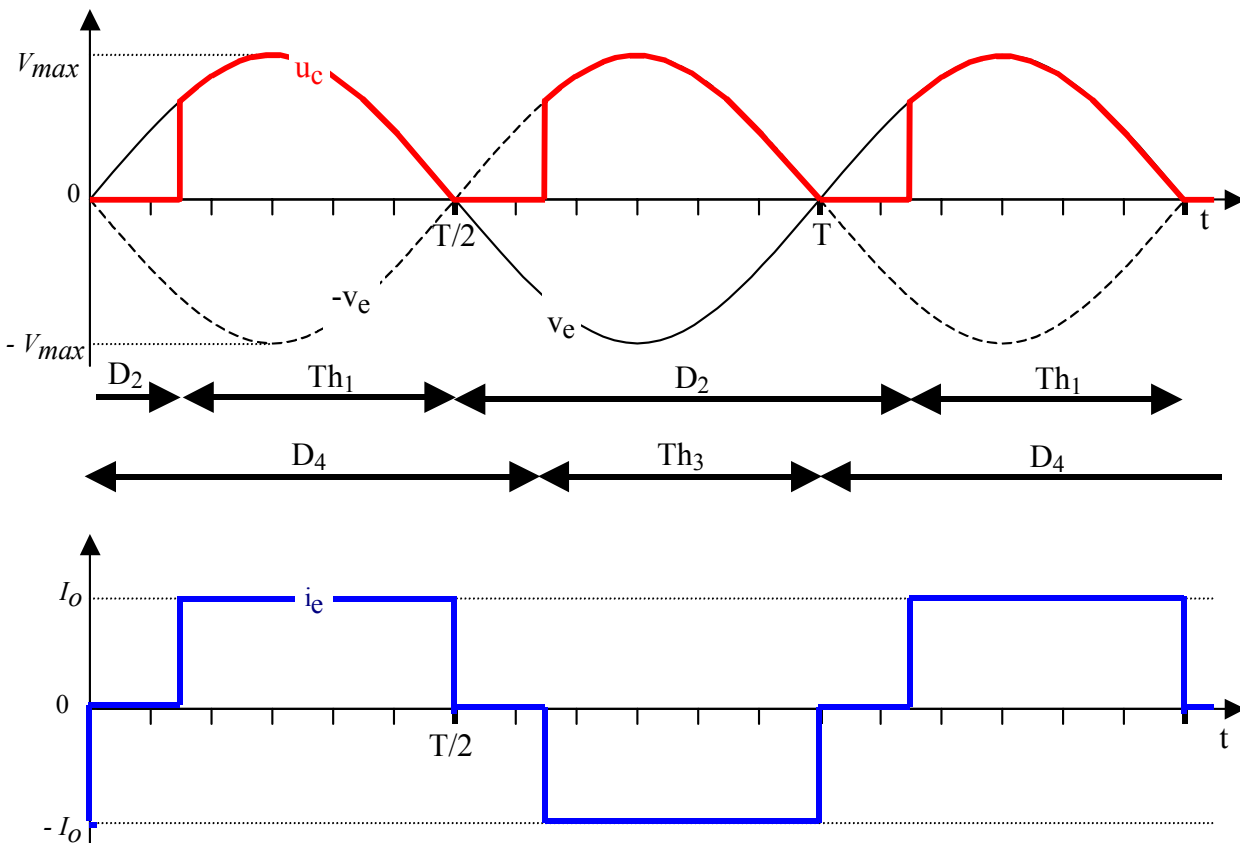 Vmax
uc
0
T/2
T
t
-ve
ve
- Vmax
D2
Th1
D2
Th1
D4
Th3
D4
Io
ie
0
T/2
t
- Io